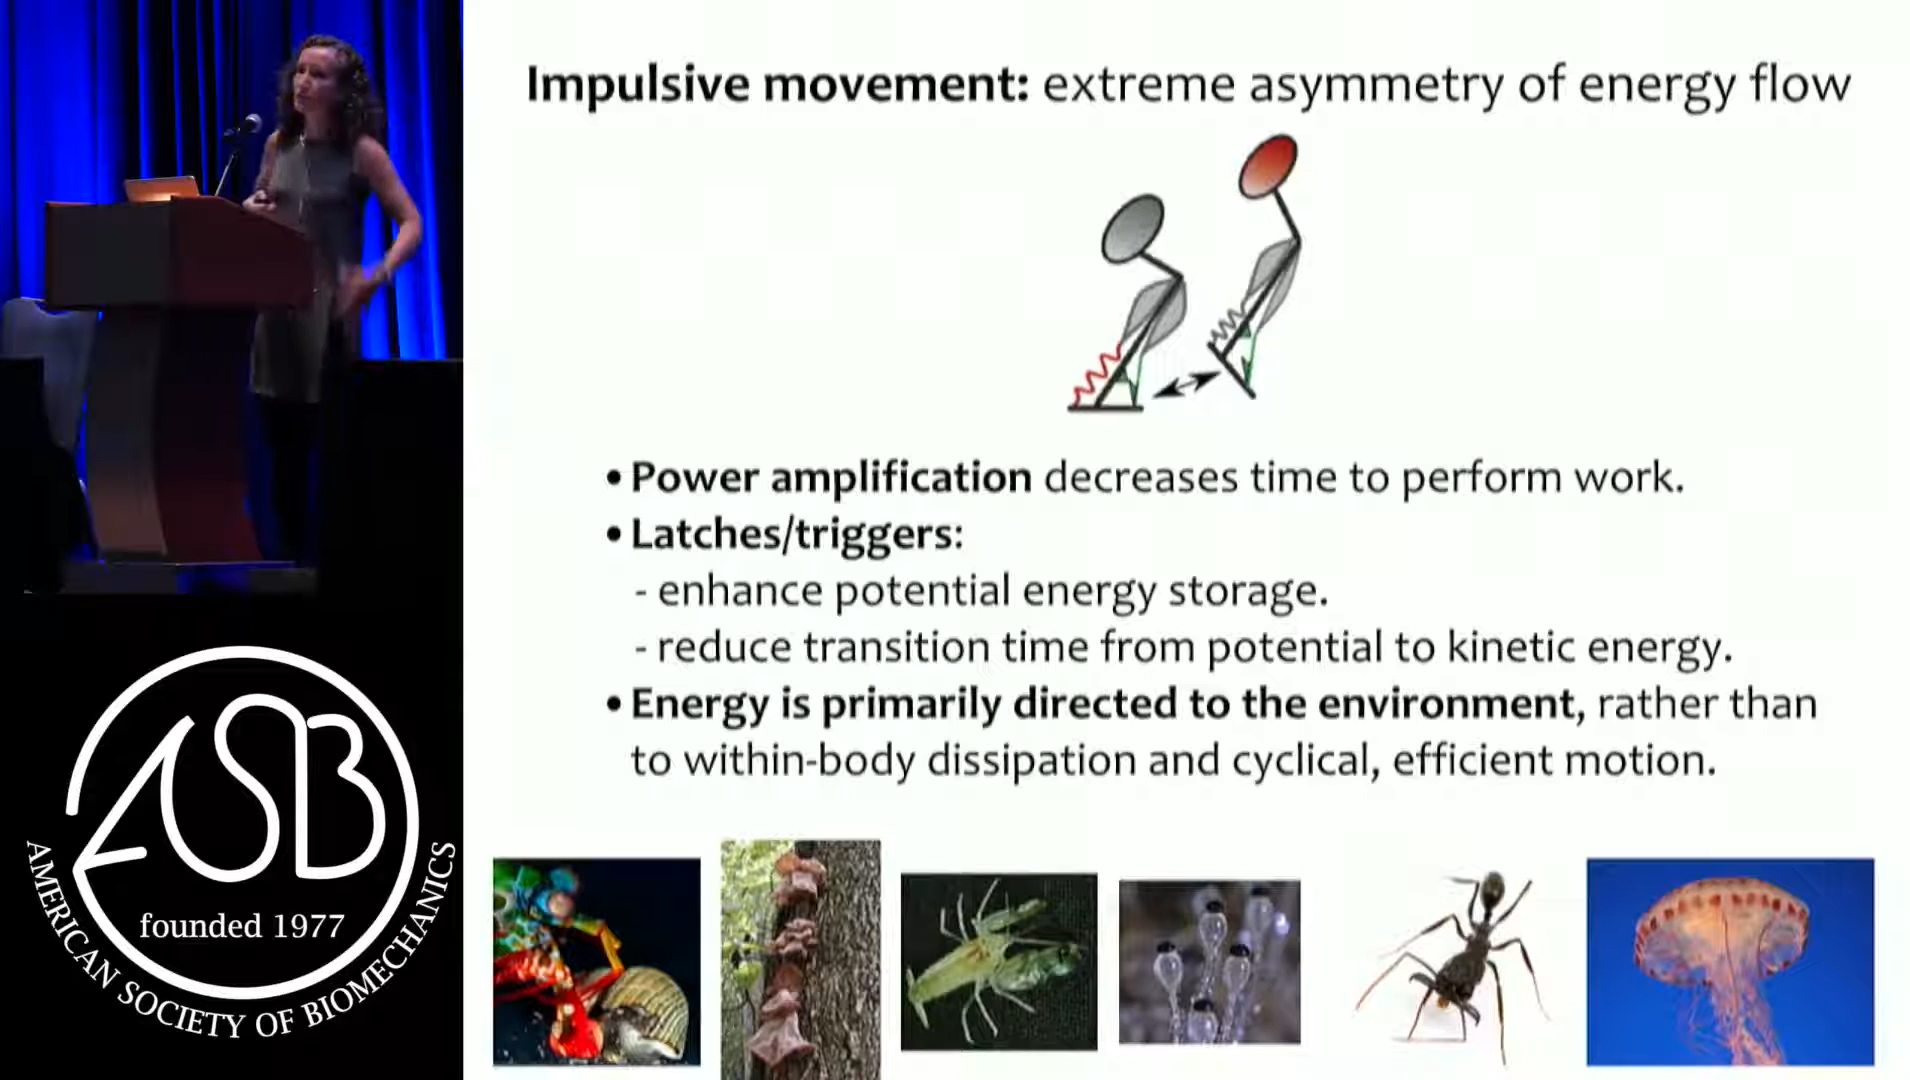 Impulsive movement: extreme asymmetry of energy flow
• Power amplification decreases time to perform work.
• Latches/triggers:
- enhance potential energy storage.
- reduce transition time from potential to kinetic energy.
• Energy is primarily directed to the environment, rather than
to within-body dissipation and cyclical, efficient motion.
ASB
founded 1977
AMERICAN SOCIETY OF BIOMECHANICS